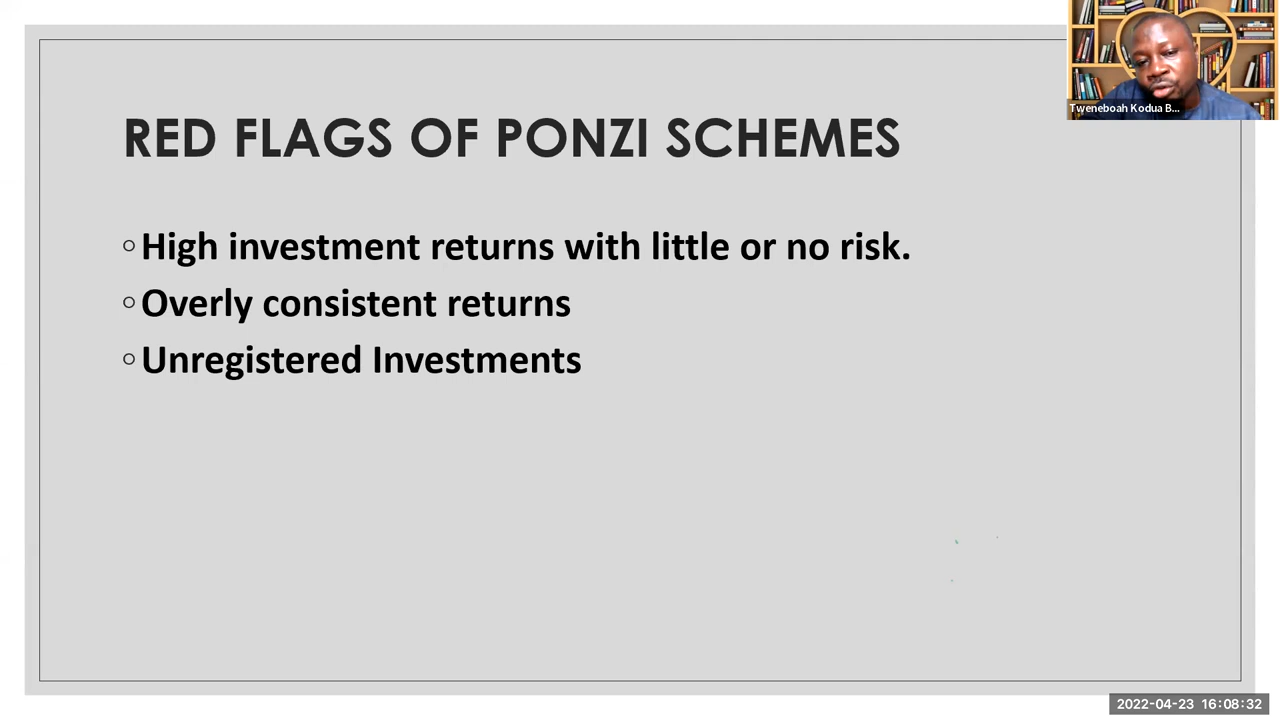 Tweneboah Kodua B...
RED FLAGS OF PONZI SCHEMES
High investment returns with little or no risk.
Overly consistent returns
Unregistered Investments
2022-04-23 16:08:32